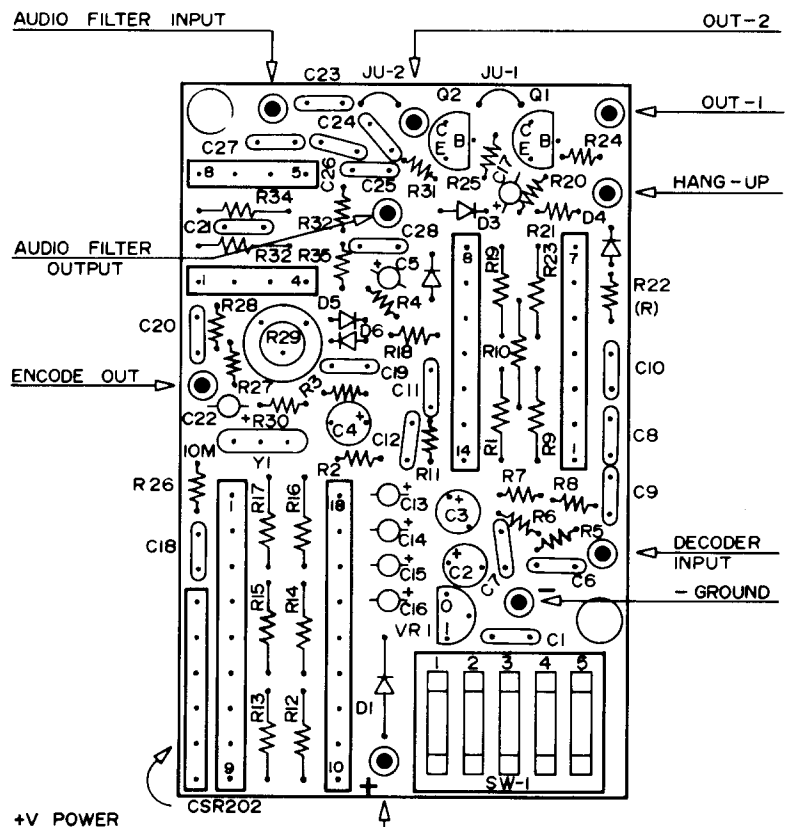 AUDIO FILTER INPUT
OUT-2
C23
JU-2
JU-1
Q2
Q1
OUT-1
C24
C
E
B
C
E
B
R24
C27
C26
C25
R31
R25
C17
+
R20
HANG-UP
8
5
R34
R32
D3
R21
D4
C21
R32
R35
C28
AUDIO FILTER
OUTPUT
C5
8
R19
R23
7
1
4
R4
R22
(R)
R28
D5
D6
C20
R29
R18
R10
C10
ENCODE OUT
R27
R3
C19
C11
C22
+
R30
C4
+
C12
R1
R9
C8
10M
Y1
R2
R11
14
1
R26
R17
R16
18
1
+
C13
C3
+
R7
R8
C9
R6
R5
C18
+
C14
+
C15
C2
+
C7
C6
DECODER
INPUT
R15
R14
+
C16
-
- GROUND
VR1
O
I
C1
R13
R12
D1
1 2 3 4 5
9
10
+
SW-1
CSR202
+V POWER